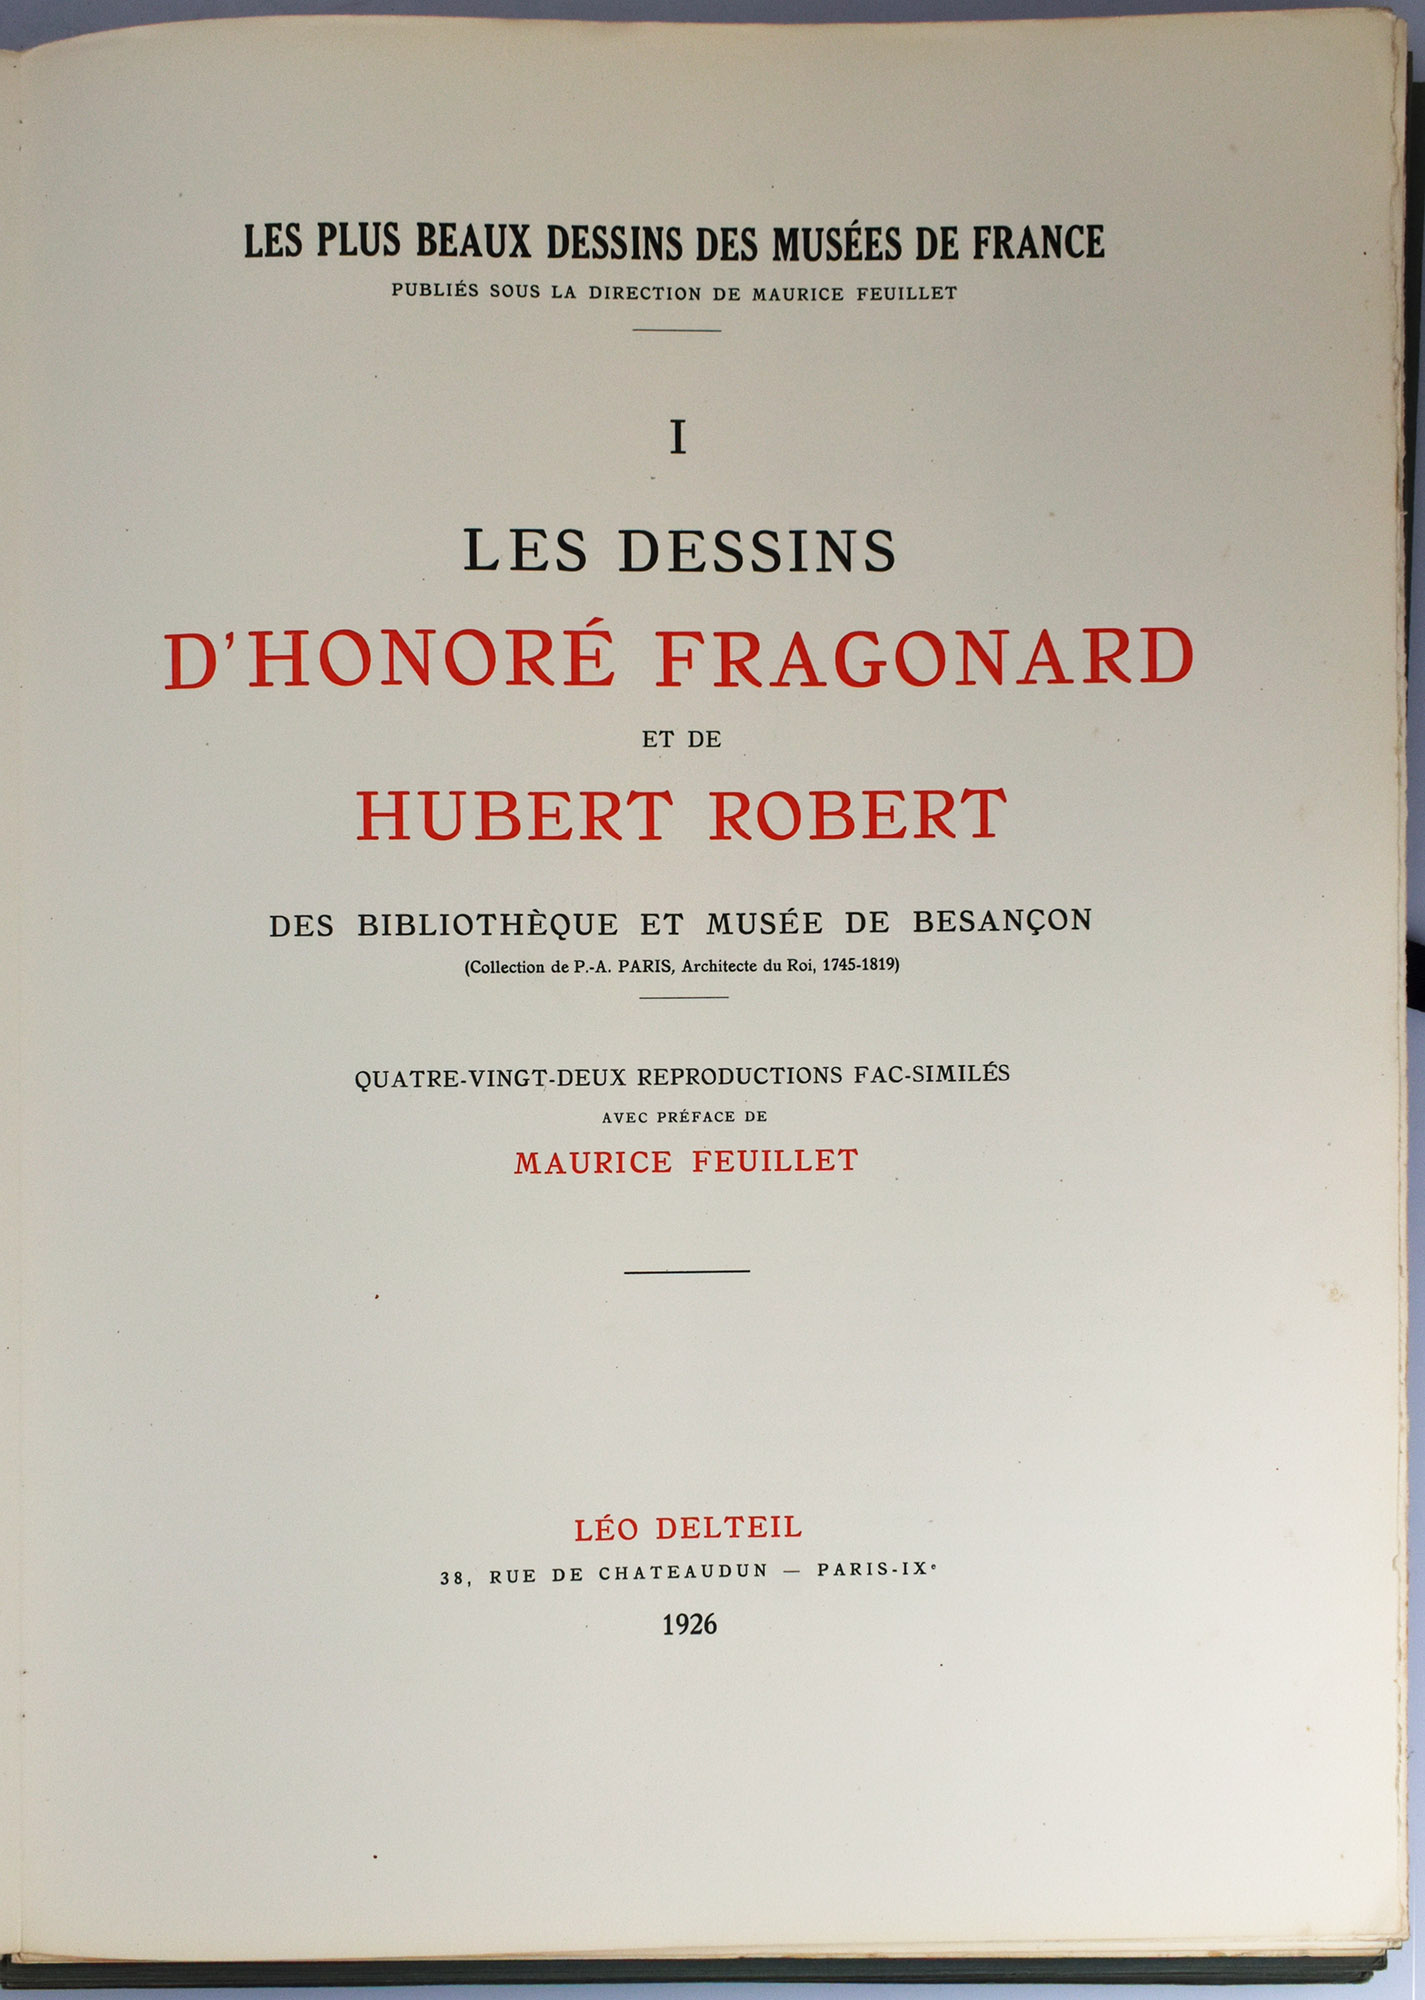 LES PLUS BEAUX DESSINS DES MUSÉES DE FRANCE
PUBLIÉS SOUS LA DIRECTION DE MAURICE FEUILLET
I
LES DESSINS
D'HONORÉ FRAGONARD
ET DE
HUBERT ROBERT
DES BIBLIOTHÈQUE ET MUSÉE DE BESANÇON
(Collection de P.-A. PARIS, Architecte du Roi, 1745-1819)
QUATRE-VINGT-DEUX REPRODUCTIONS FAC-SIMILÉS
AVEC PRÉFACE DE
MAURICE FEUILLET
LÉO DELTEIL
38, RUE DE CHATEAUDUN — PARIS-IXᵉ
1926